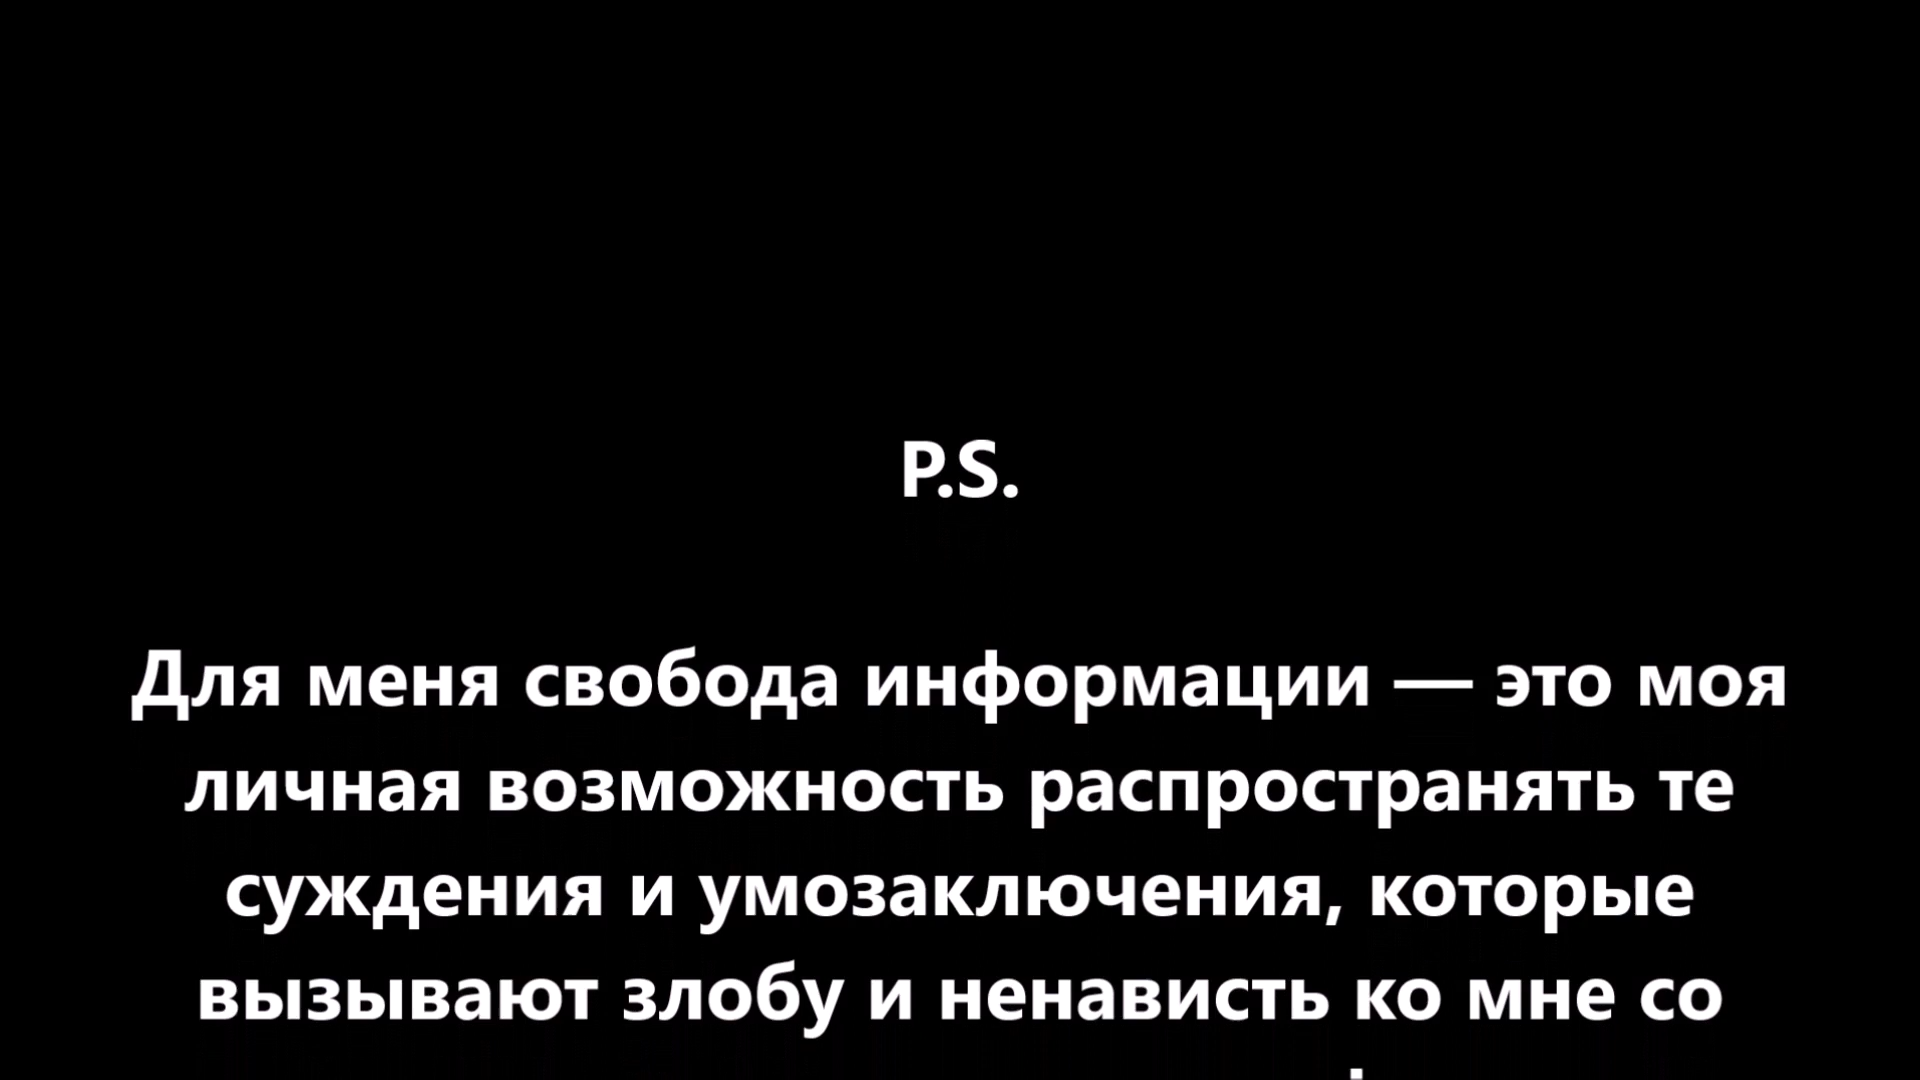 P.S.
Для меня свобода информации — это моя
личная возможность распространять те
суждения и умозаключения, которые
вызывают злобу и ненависть ко мне со